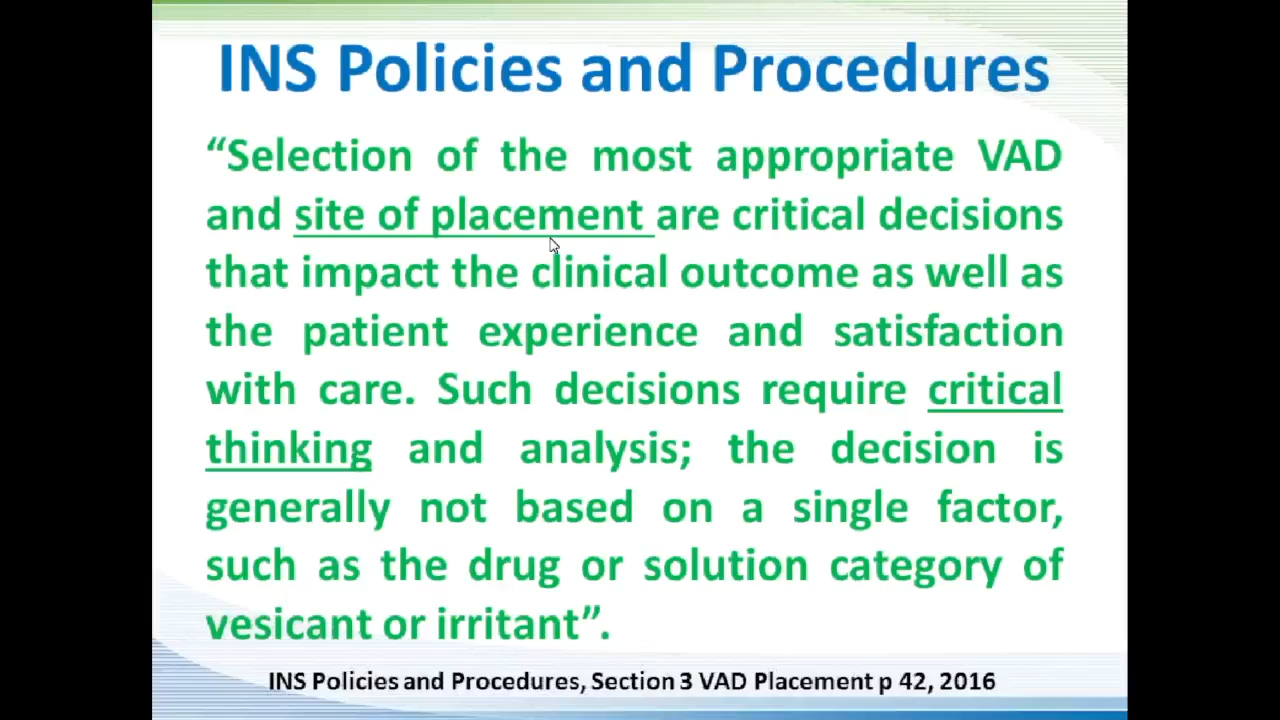 INS Policies and Procedures
“Selection of the most appropriate VAD
and site of placement are critical decisions
that impact the clinical outcome as well as
the patient experience and satisfaction
with care. Such decisions require critical
thinking and analysis; the decision is
generally not based on a single factor,
such as the drug or solution category of
vesicant or irritant”.
INS Policies and Procedures, Section 3 VAD Placement p 42, 2016